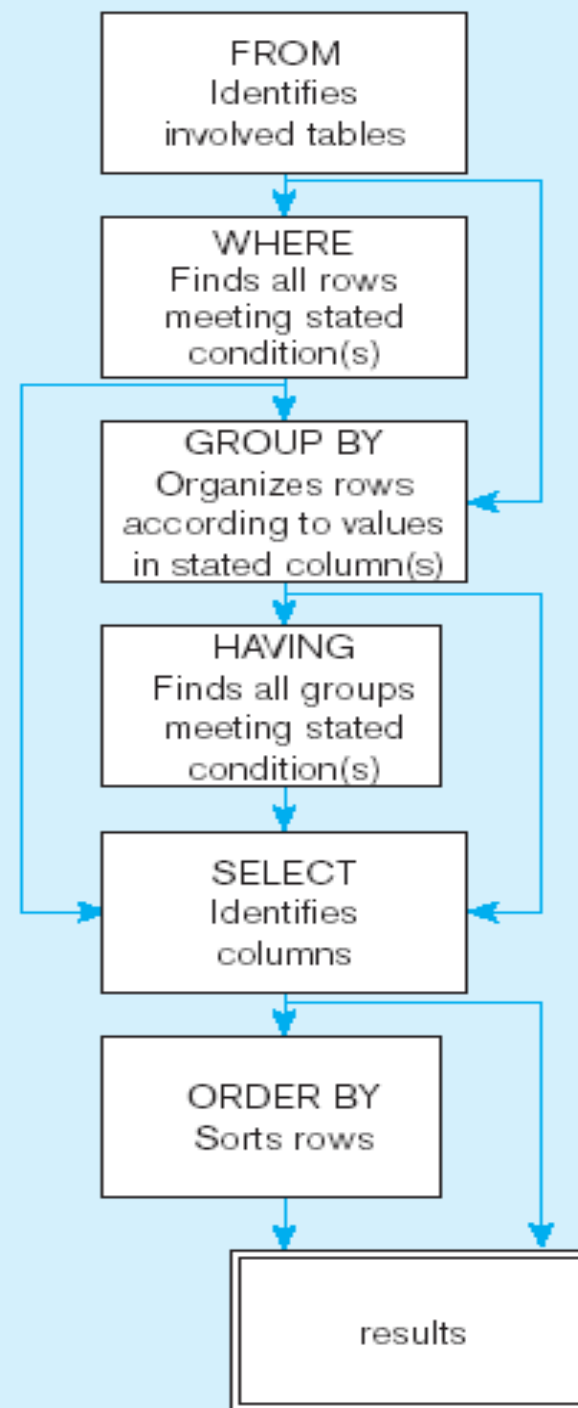 FROM
Identifies
involved tables
WHERE
Finds all rows
meeting stated
condition(s)
GROUP BY
Organizes rows
according to values
in stated column(s)
HAVING
Finds all groups
meeting stated
condition(s)
SELECT
Identifies
columns
ORDER BY
Sorts rows
results